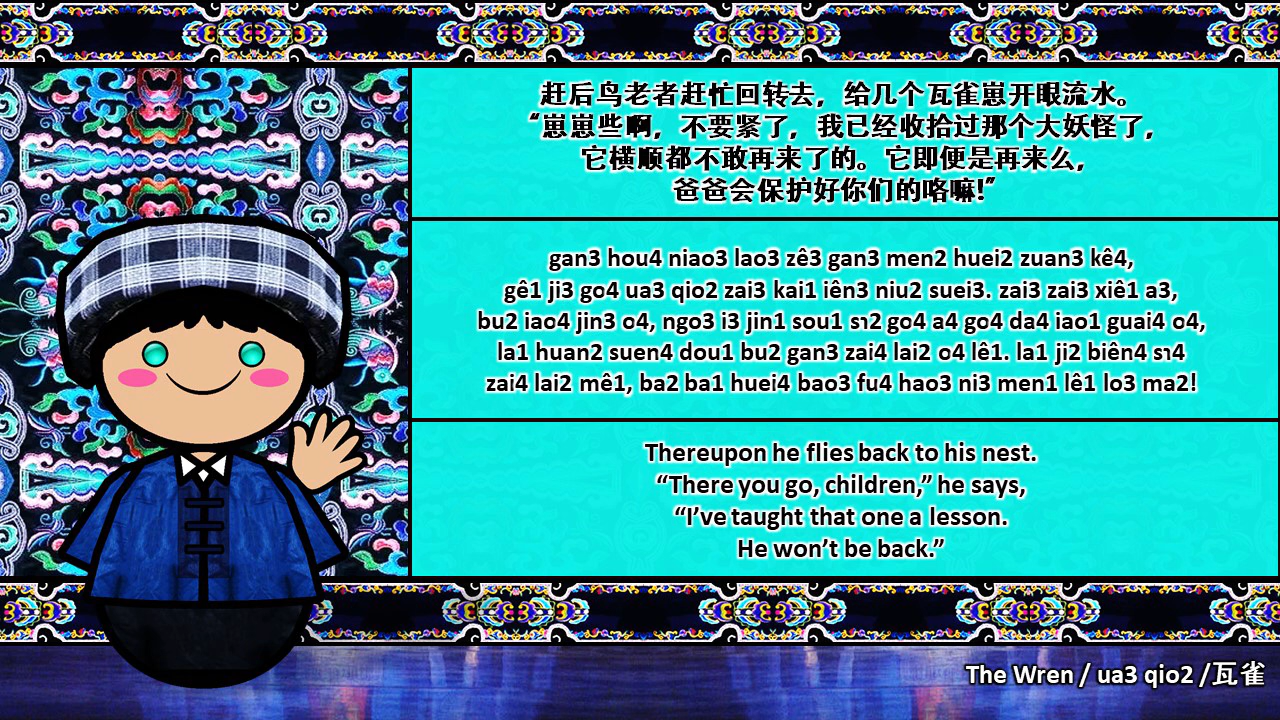 赶后鸟老者赶忙回转去，给几个瓦雀崽开眼流水。
“崽崽些啊，不要紧了，我已经收拾过那个大妖怪了，
它横顺都不敢再来了的。它即便是再来么，
爸爸会保护好你们的咯嘛!”
gan3 hou4 niao3 lao3 zê3 gan3 men2 huei2 zuan3 kê4,
gê1 ji3 go4 ua3 qio2 zai3 kai1 iên3 niu2 suei3. zai3 zai3 xiê1 a3,
bu2 iao4 jin3 o4, ngo3 i3 jin1 sou1 sı2 go4 a4 go4 da4 iao1 guai4 o4,
la1 huan2 suen4 dou1 bu2 gan3 zai4 lai2 o4 lê1. la1 ji2 biên4 sı4
zai4 lai2 mê1, ba2 ba1 huei4 bao3 fu4 hao3 ni3 men1 lê1 lo3 ma2!
Thereupon he flies back to his nest.
“There you go, children,” he says,
“I’ve taught that one a lesson.
He won’t be back.”
The Wren / ua3 qio2 /瓦雀